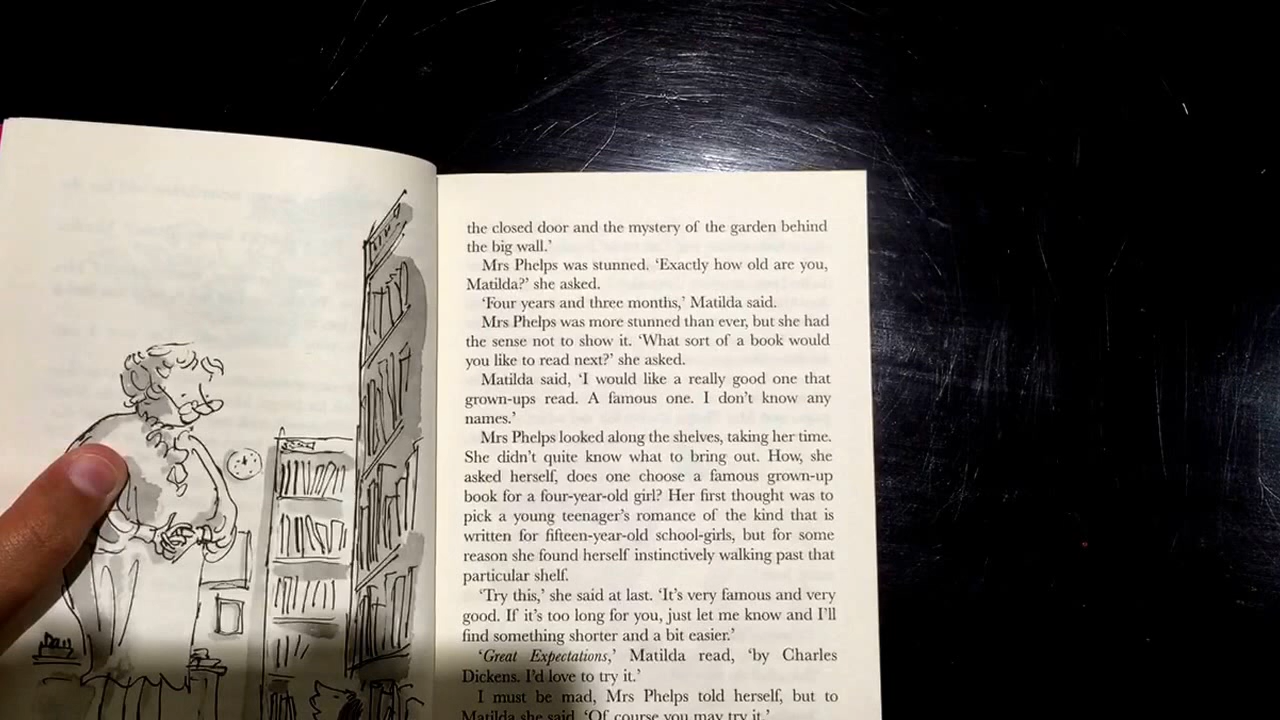 the closed door and the mystery of the garden behind
the big wall.’
Mrs Phelps was stunned. ‘Exactly how old are you,
Matilda?’ she asked.
‘Four years and three months,’ Matilda said.
Mrs Phelps was more stunned than ever, but she had
the sense not to show it. ‘What sort of a book would
you like to read next?’ she asked.
Matilda said, ‘I would like a really good one that
grown-ups read. A famous one. I don’t know any
names.’
Mrs Phelps looked along the shelves, taking her time.
She didn’t quite know what to bring out. How, she
asked herself, does one choose a famous grown-up
book for a four-year-old girl? Her first thought was to
pick a young teenager’s romance of the kind that is
written for fifteen-year-old school-girls, but for some
reason she found herself instinctively walking past that
particular shelf.
‘Try this,’ she said at last. ‘It’s very famous and very
good. If it’s too long for you, just let me know and I’ll
find something shorter and a bit easier.’
‘Great Expectations,’ Matilda read, ‘by Charles
Dickens. I’d love to try it.’
I must be mad, Mrs Phelps told herself, but to
Matilda she said, ‘Of course you may try it.’